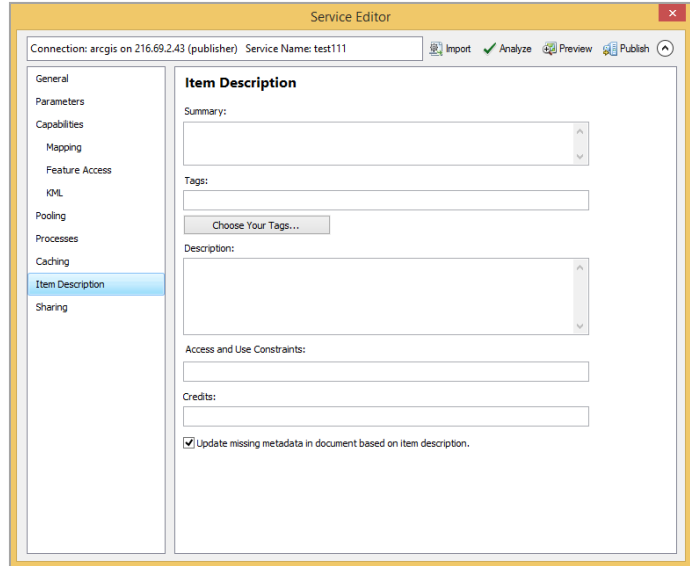 Service Editor
Connection: arcgis on 216.69.2.43 (publisher) Service Name: test111
Import
Analyze
Preview
Publish
General
Parameters
Capabilities
Mapping
Feature Access
KML
Pooling
Processes
Caching
Item Description
Sharing
Item Description
Summary:
Tags:
Choose Your Tags...
Description:
Access and Use Constraints:
Credits:
Update missing metadata in document based on item description.